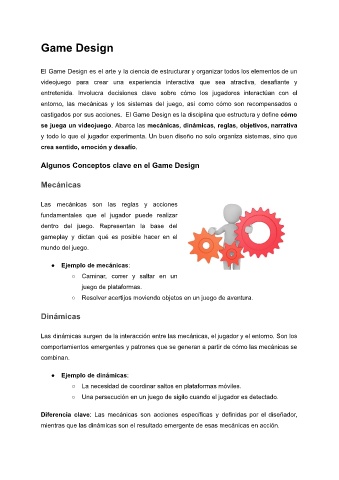 Game Design
El Game Design es el arte y la ciencia de estructurar y organizar todos los elementos de un
videojuego para crear una experiencia interactiva que sea atractiva, desafiante y
entretenida. Involucra decisiones clave sobre cómo los jugadores interactúan con el
entorno, las mecánicas y los sistemas del juego, así como cómo son recompensados o
castigados por sus acciones. El Game Design es la disciplina que estructura y define cómo
se juega un videojuego. Abarca las mecánicas, dinámicas, reglas, objetivos, narrativa
y todo lo que el jugador experimenta. Un buen diseño no solo organiza sistemas, sino que
crea sentido, emoción y desafío.
Algunos Conceptos clave en el Game Design
Mecánicas
Las mecánicas son las reglas y acciones
fundamentales que el jugador puede realizar
dentro del juego. Representan la base del
gameplay y dictan qué es posible hacer en el
mundo del juego.
● Ejemplo de mecánicas:
○ Caminar, correr y saltar en un
juego de plataformas.
○ Resolver acertijos moviendo objetos en un juego de aventura.
Dinámicas
Las dinámicas surgen de la interacción entre las mecánicas, el jugador y el entorno. Son los
comportamientos emergentes y patrones que se generan a partir de cómo las mecánicas se
combinan.
● Ejemplo de dinámicas:
○ La necesidad de coordinar saltos en plataformas móviles.
○ Una persecución en un juego de sigilo cuando el jugador es detectado.
Diferencia clave: Las mecánicas son acciones específicas y definidas por el diseñador,
mientras que las dinámicas son el resultado emergente de esas mecánicas en acción.